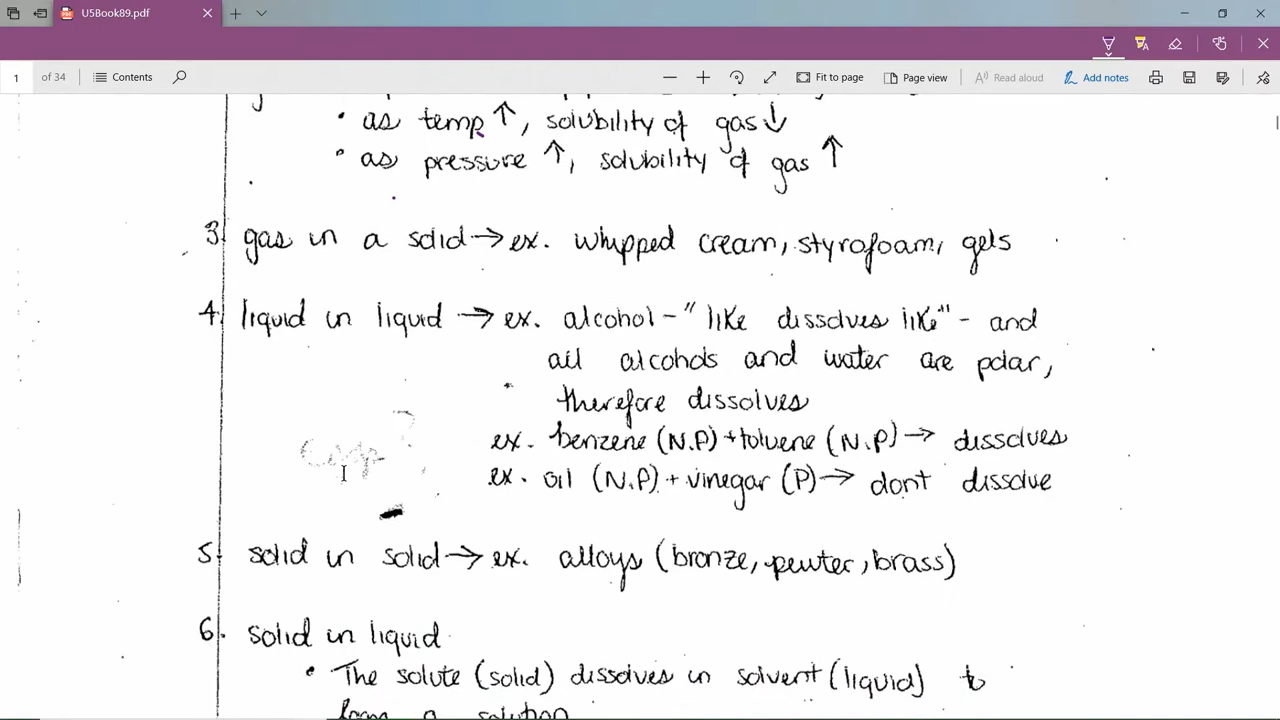 U5Book89.pdf
1 of 34 Contents Fit to page Page view Read aloud Add notes
• as temp ↑, solubility of gas ↓
• as pressure ↑, solubility of gas ↑
3. gas in a solid → ex. whipped cream, styrofoam, gels
4. liquid in liquid → ex. alcohol - "like dissolves like" - and
all alcohols and water are polar,
therefore dissolves
ex. benzene (N.P) + toluene (N.P) → dissolves
ex. oil (N.P) + vinegar (P) → dont dissolve
5. solid in solid → ex. alloys (bronze, pewter, brass)
6. solid in liquid
• The solute (solid) dissolves in solvent (liquid) to
form a solution